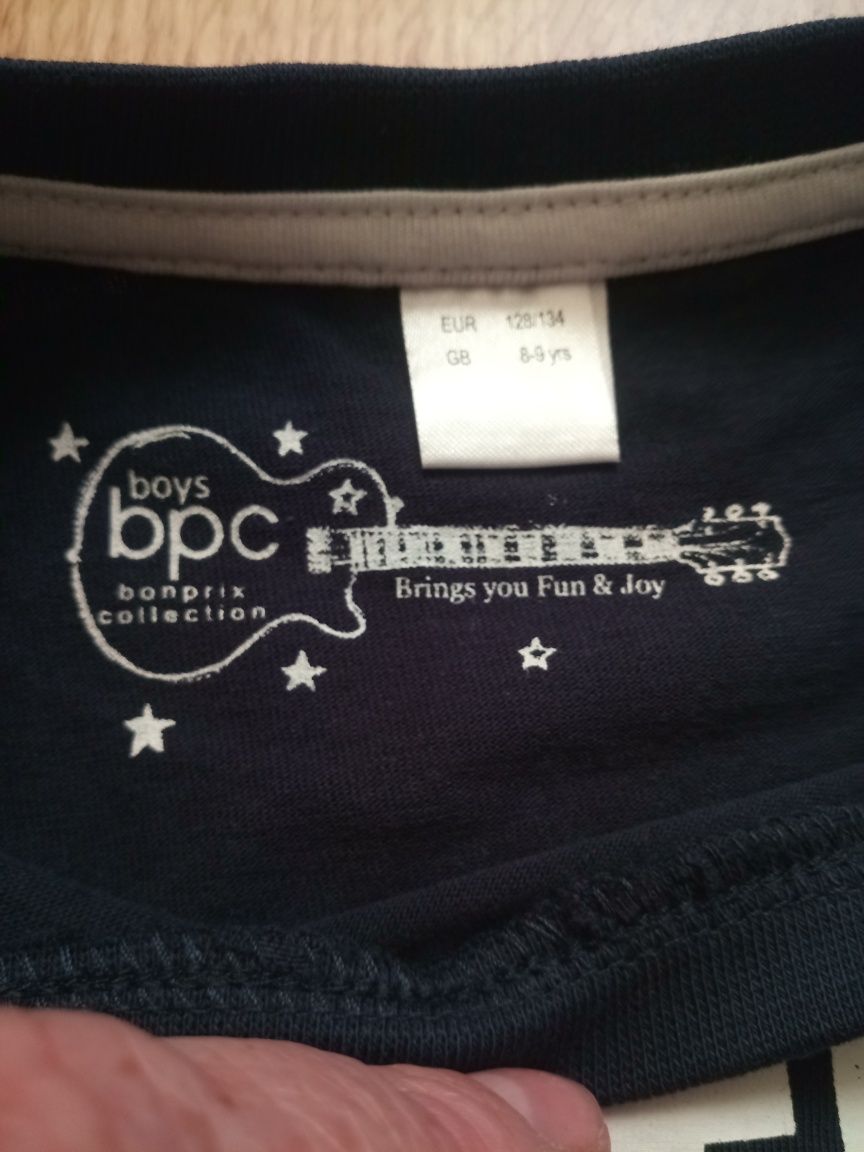 EUR 128/134
GB 8-9 yrs
boys
bpc
bonprix
collection
Brings you Fun & Joy